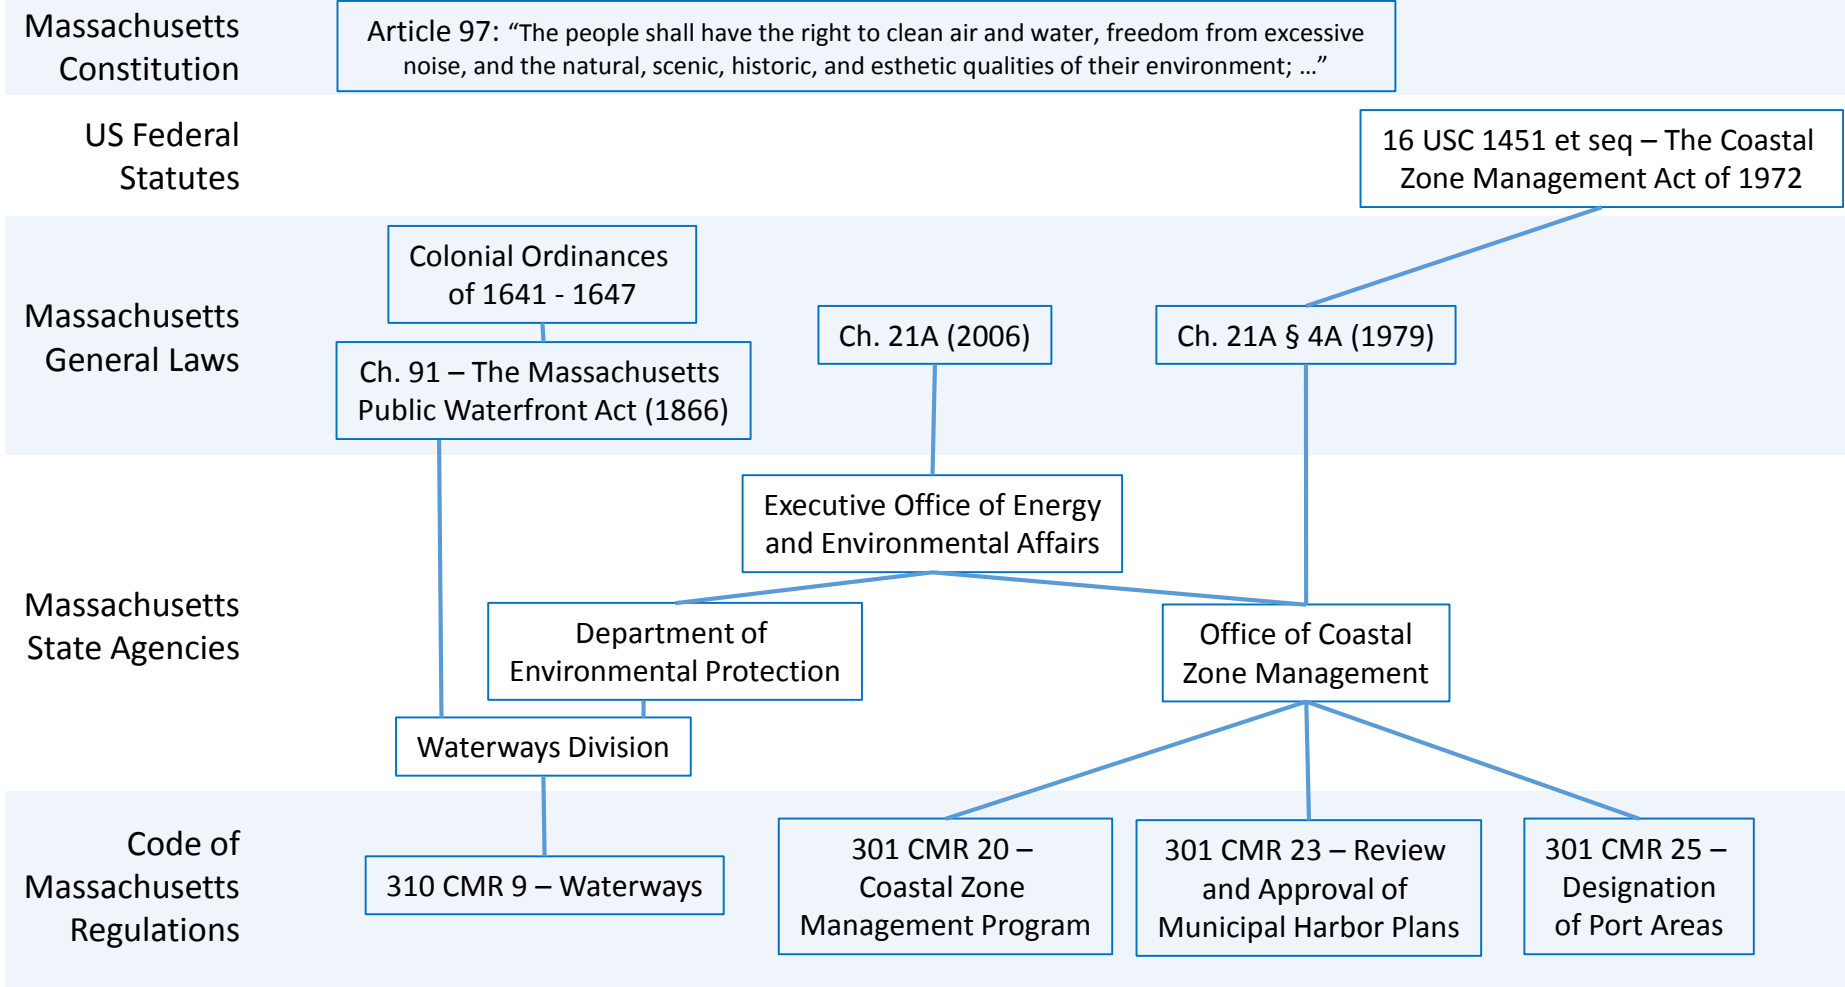 Massachusetts
Constitution
Article 97: “The people shall have the right to clean air and water, freedom from excessive
noise, and the natural, scenic, historic, and esthetic qualities of their environment; …”
US Federal
Statutes
16 USC 1451 et seq – The Coastal
Zone Management Act of 1972
Massachusetts
General Laws
Colonial Ordinances
of 1641 - 1647
Ch. 91 – The Massachusetts
Public Waterfront Act (1866)
Ch. 21A (2006)
Ch. 21A § 4A (1979)
Massachusetts
State Agencies
Executive Office of Energy
and Environmental Affairs
Department of
Environmental Protection
Office of Coastal
Zone Management
Waterways Division
Code of
Massachusetts
Regulations
310 CMR 9 – Waterways
301 CMR 20 –
Coastal Zone
Management Program
301 CMR 23 – Review
and Approval of
Municipal Harbor Plans
301 CMR 25 –
Designation
of Port Areas